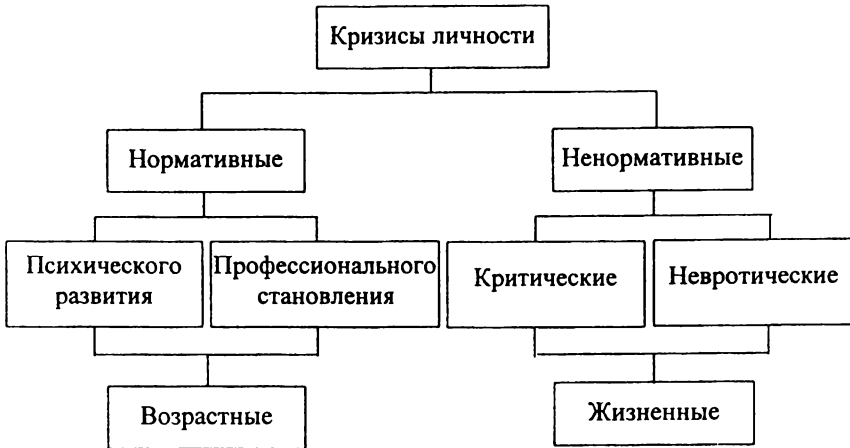 Кризисы личности
Нормативные
Ненормативные
Психического
развития
Профессионального
становления
Критические
Невротические
Возрастные
Жизненные